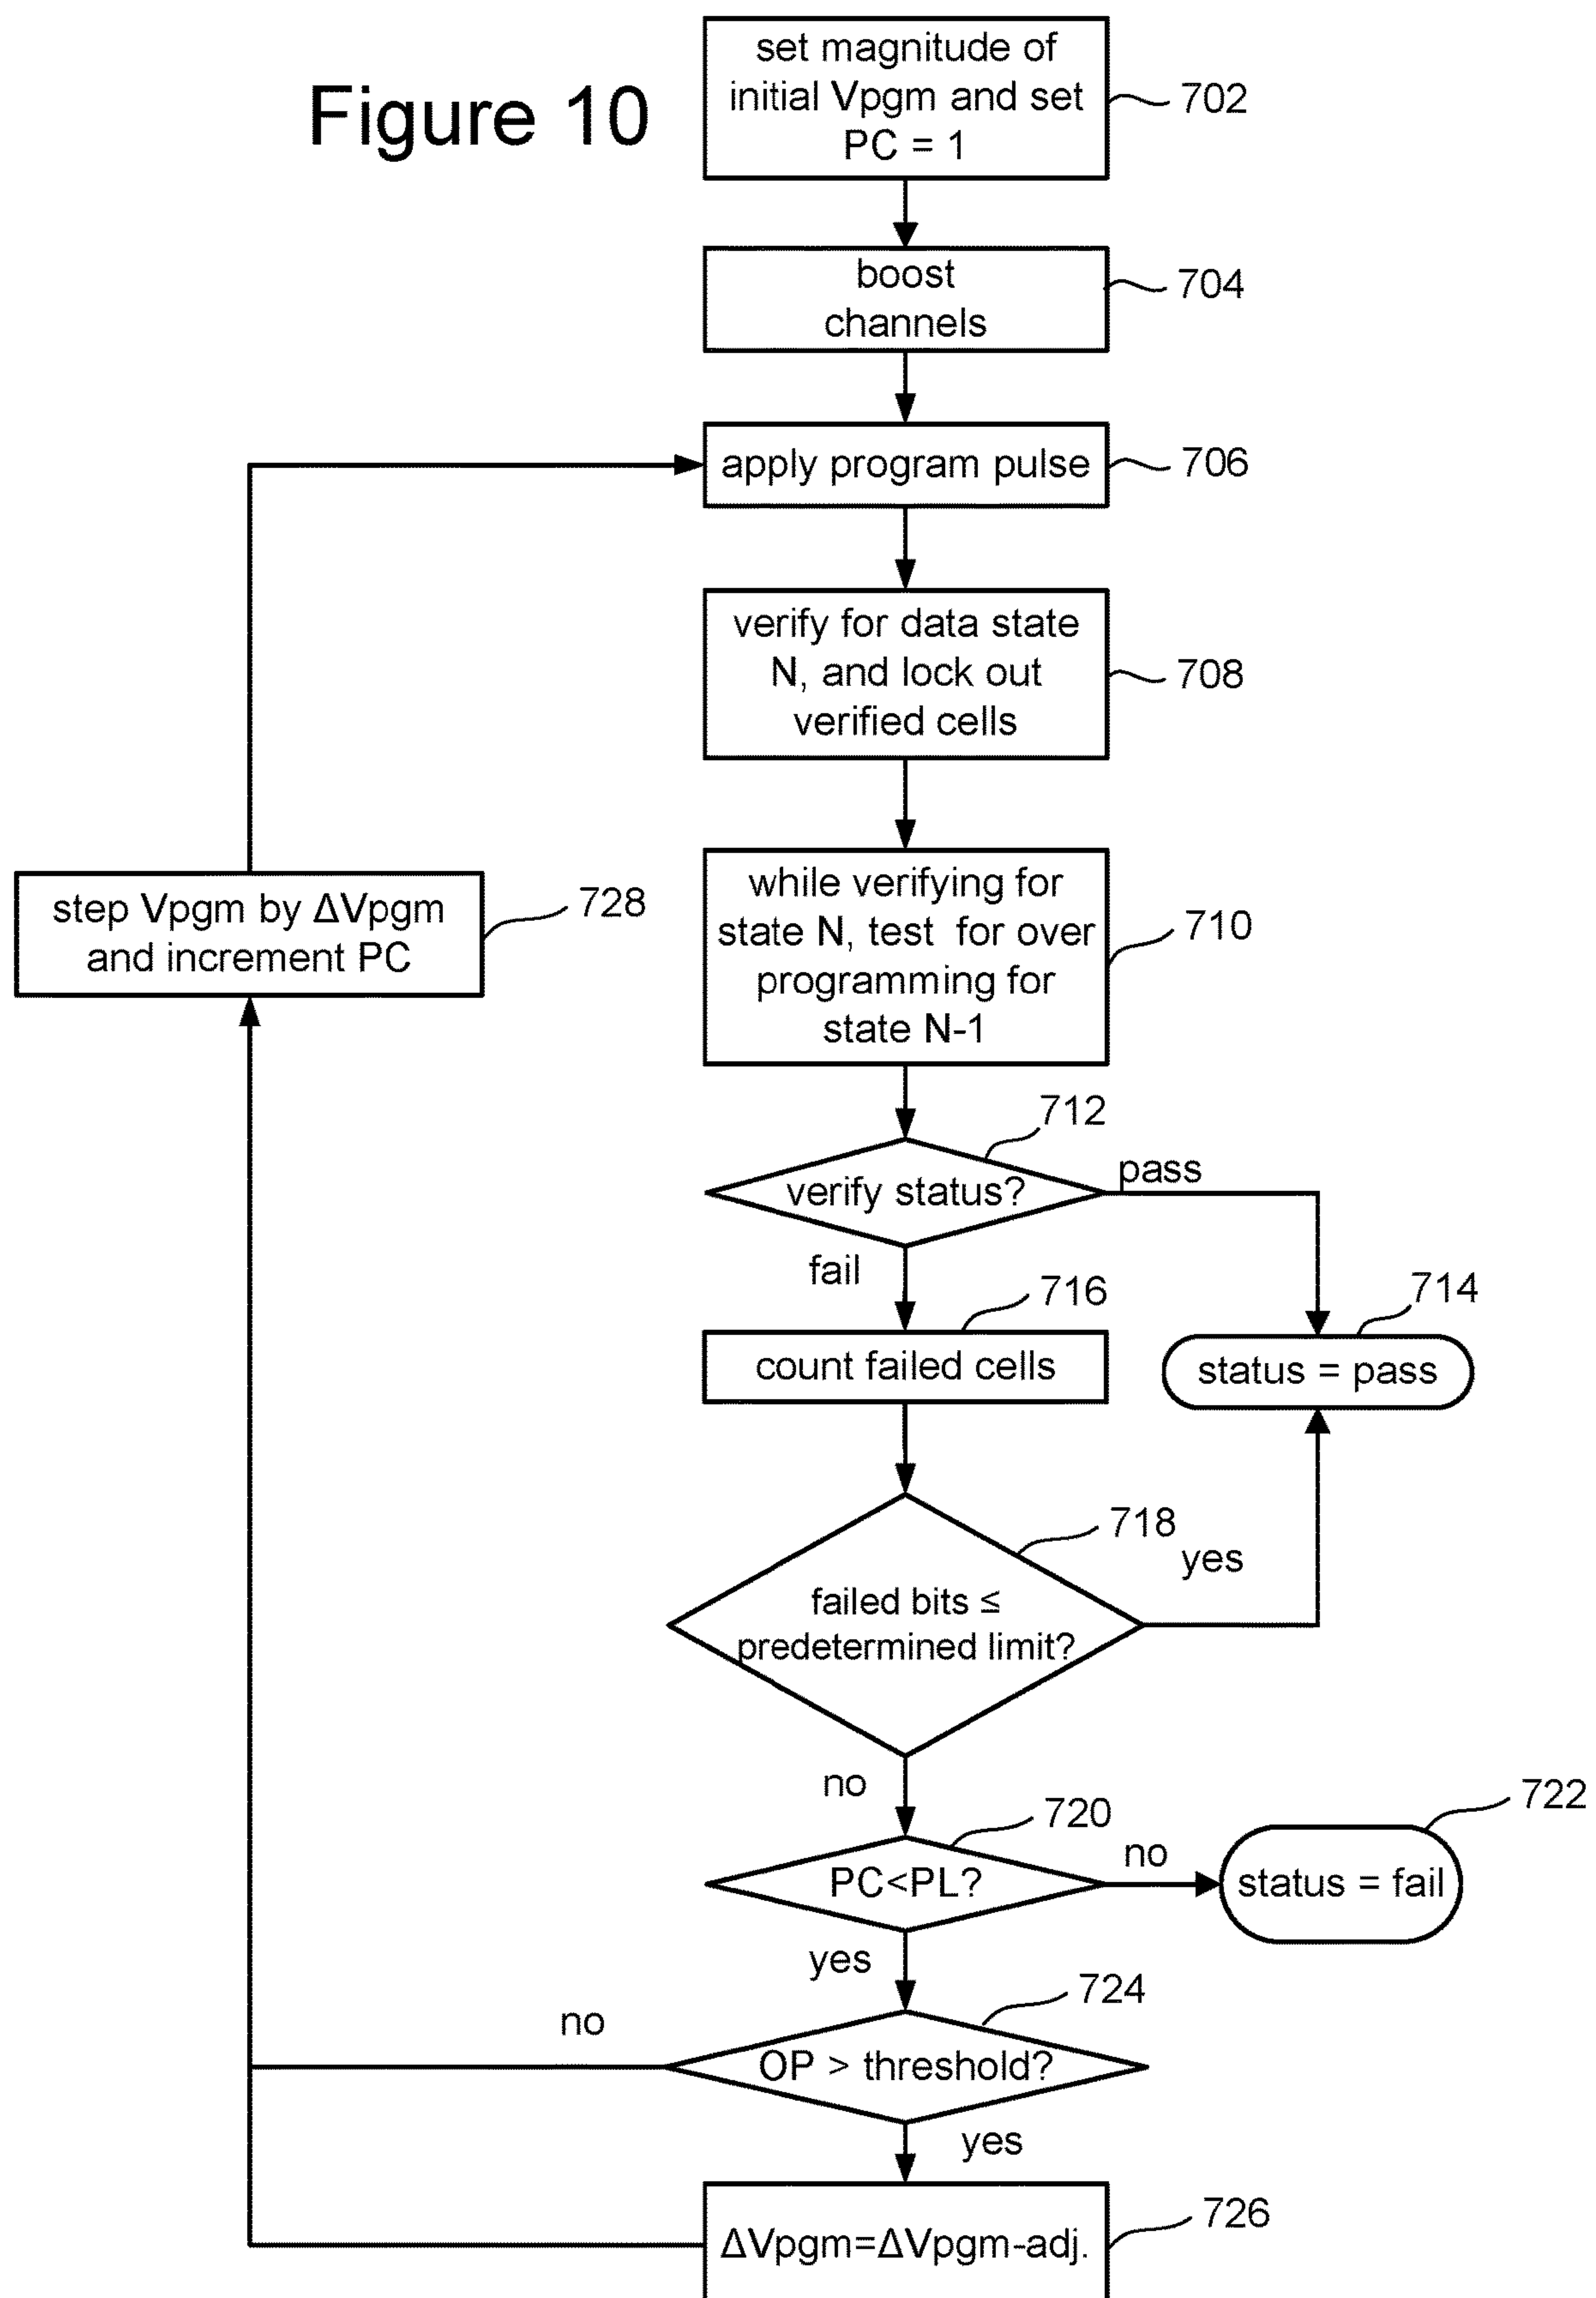 Figure 10
set magnitude of
initial Vpgm and set
PC = 1
702
boost
channels
704
apply program pulse
706
verify for data state
N, and lock out
verified cells
708
step Vpgm by ΔVpgm
and increment PC
728
while verifying for
state N, test for over
programming for
state N-1
710
712
verify status?
pass
fail
716
count failed cells
714
status = pass
718
yes
failed bits ≤
predetermined limit?
no
720
PC<PL?
no
722
status = fail
yes
724
no
OP > threshold?
yes
ΔVpgm=ΔVpgm-adj.
726